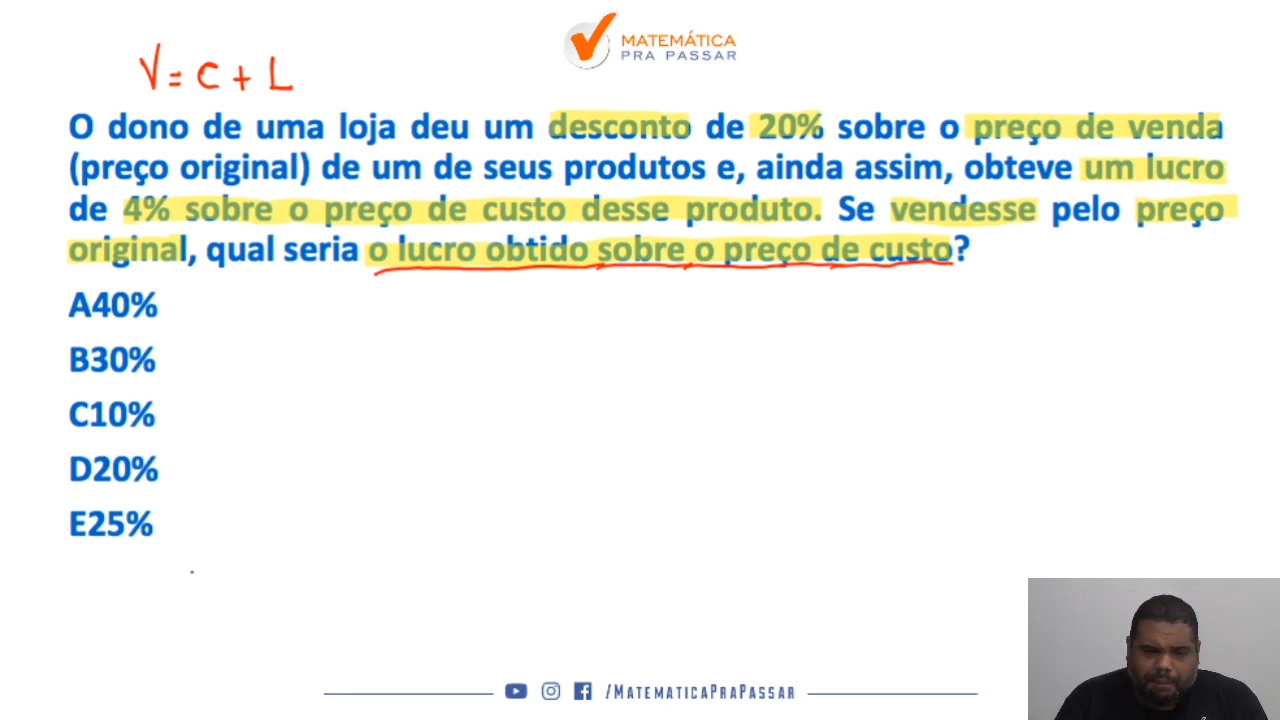 MATEMÁTICA
PRA PASSAR
V = C + L
O dono de uma loja deu um desconto de 20% sobre o preço de venda
(preço original) de um de seus produtos e, ainda assim, obteve um lucro
de 4% sobre o preço de custo desse produto. Se vendesse pelo preço
original, qual seria o lucro obtido sobre o preço de custo?
A40%
B30%
C10%
D20%
E25%
/MATEMATICAPRAPASSAR